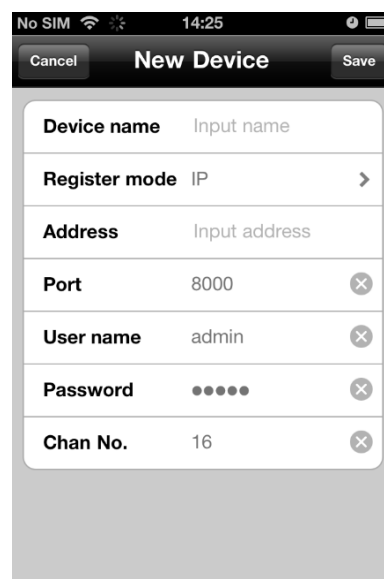 No SIM 14:25
Cancel New Device Save
Device name Input name
Register mode IP
Address Input address
Port 8000
User name admin
Password ●●●●●
Chan No. 16